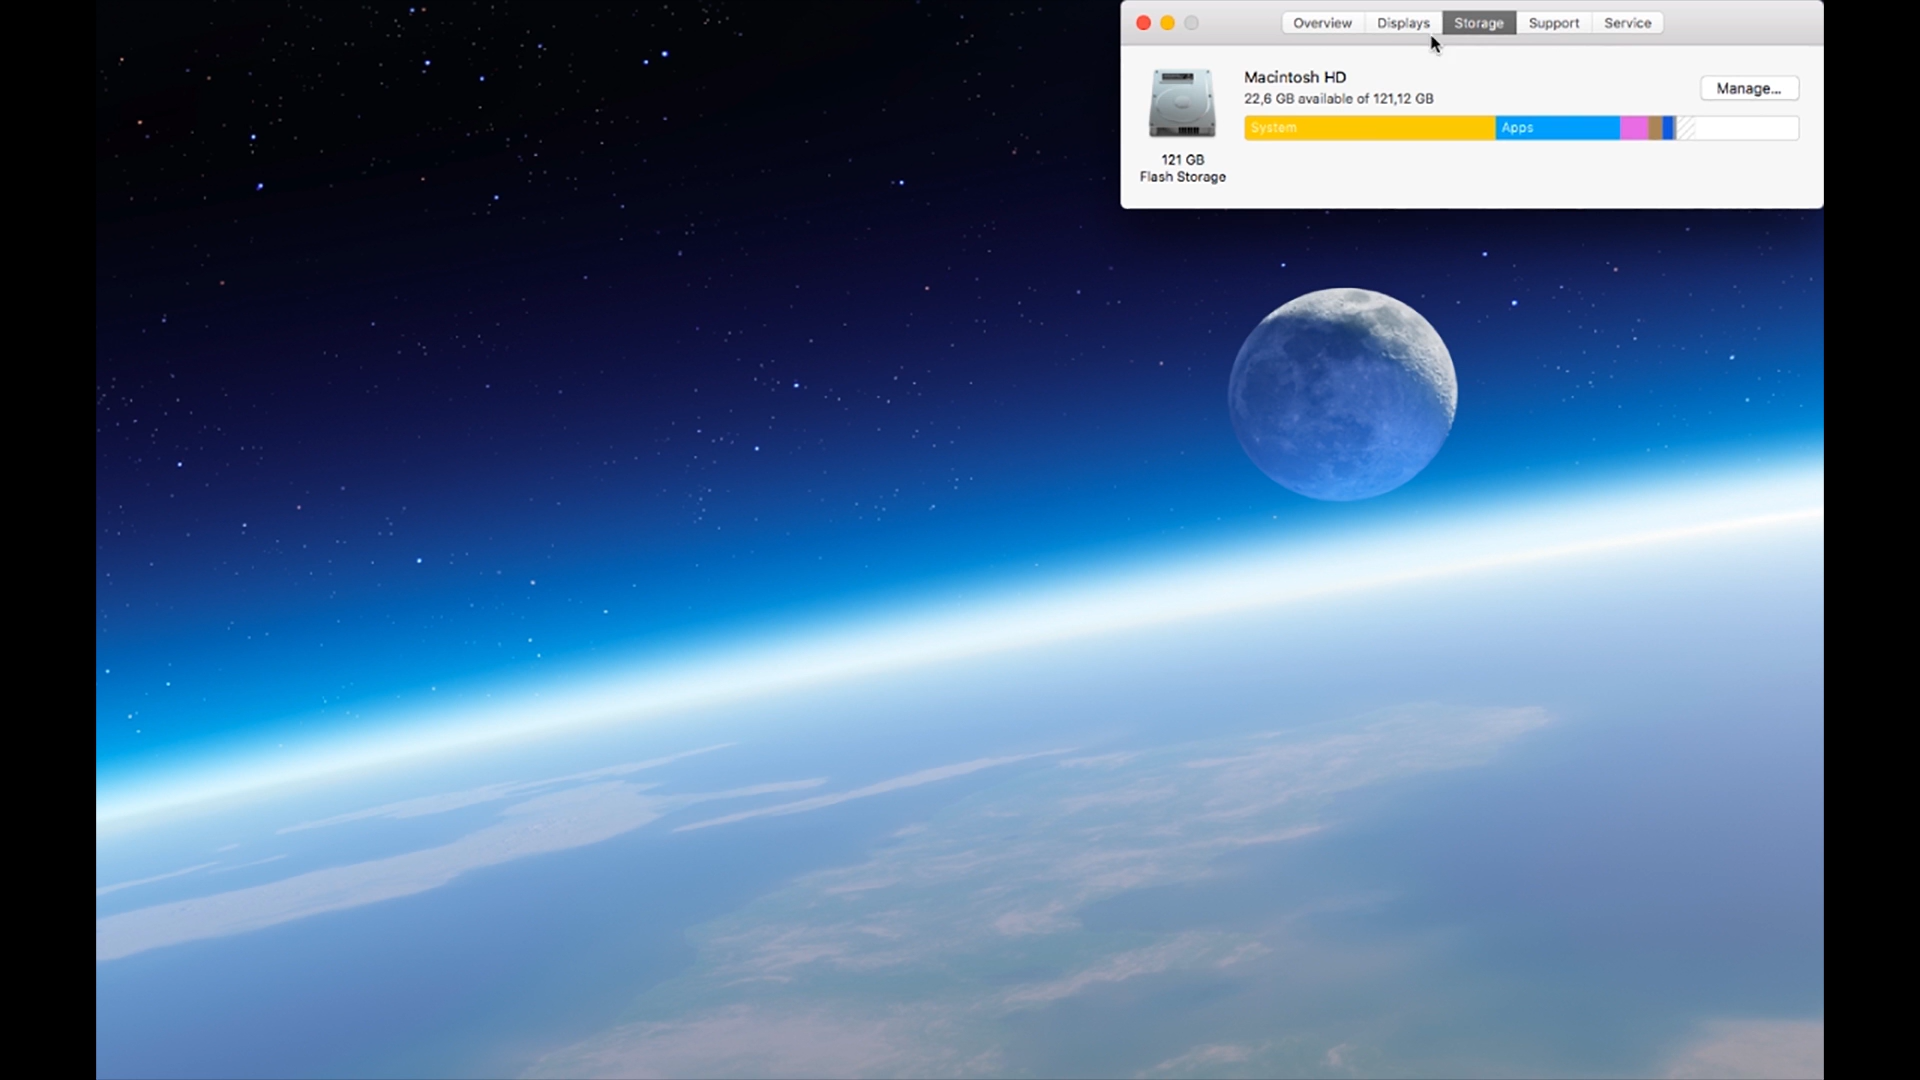 Overview Displays Storage Support Service
Macintosh HD
22,6 GB available of 121,12 GB
Manage...
System Apps
121 GB
Flash Storage